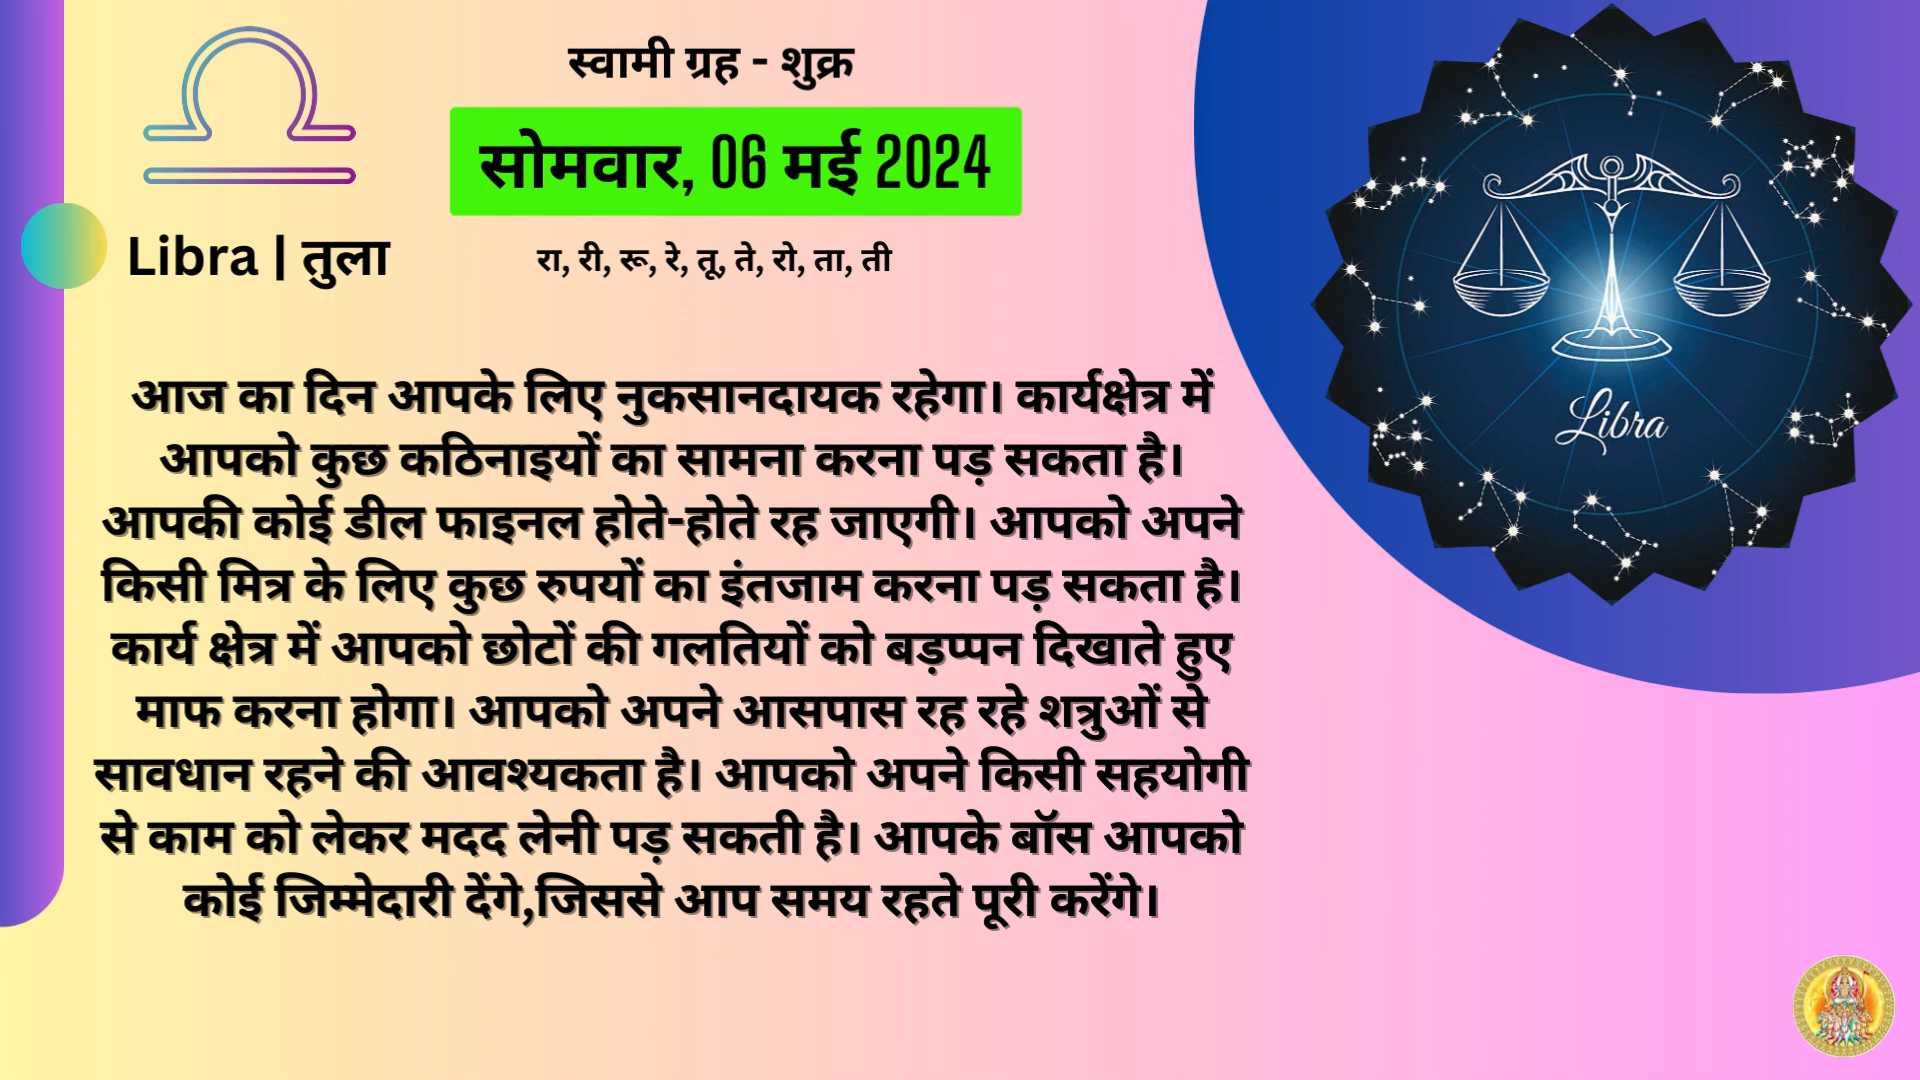 स्वामी ग्रह - शुक्र
सोमवार, 06 मई 2024
Libra | तुला
रा, री, रू, रे, तू, ते, रो, ता, ती
आज का दिन आपके लिए नुकसानदायक रहेगा। कार्यक्षेत्र में
आपको कुछ कठिनाइयों का सामना करना पड़ सकता है।
आपकी कोई डील फाइनल होते-होते रह जाएगी। आपको अपने
किसी मित्र के लिए कुछ रुपयों का इंतजाम करना पड़ सकता है।
कार्य क्षेत्र में आपको छोटों की गलतियों को बड़प्पन दिखाते हुए
माफ करना होगा। आपको अपने आसपास रह रहे शत्रुओं से
सावधान रहने की आवश्यकता है। आपको अपने किसी सहयोगी
से काम को लेकर मदद लेनी पड़ सकती है। आपके बॉस आपको
कोई जिम्मेदारी देंगे,जिससे आप समय रहते पूरी करेंगे।
Libra